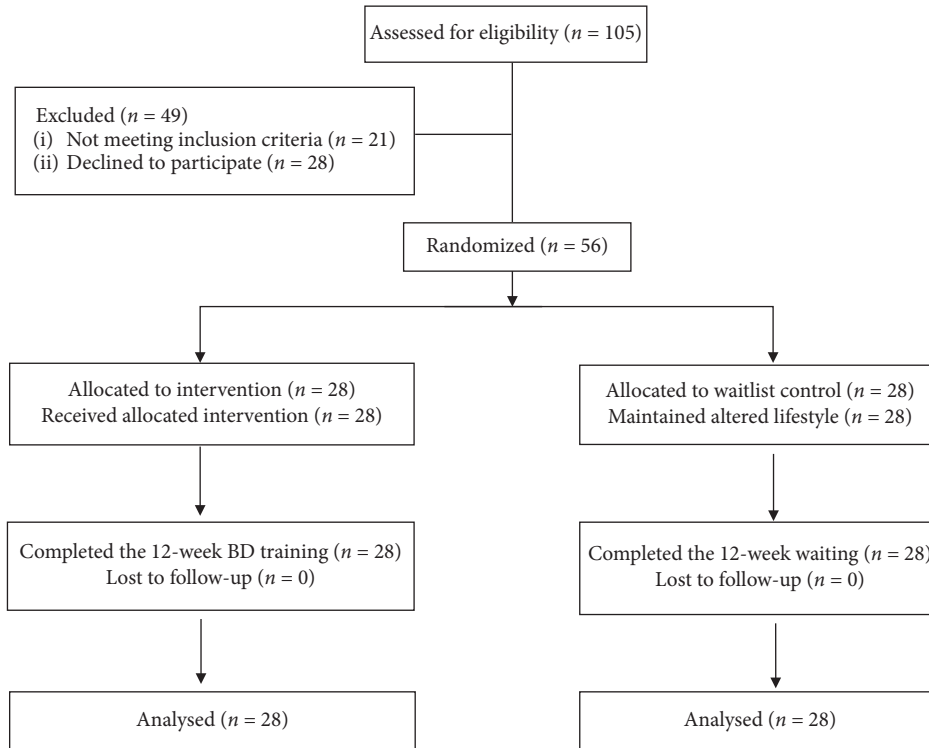 Assessed for eligibility (n = 105)
Excluded (n = 49)
(i) Not meeting inclusion criteria (n = 21)
(ii) Declined to participate (n = 28)
Randomized (n = 56)
Allocated to intervention (n = 28)
Received allocated intervention (n = 28)
Allocated to waitlist control (n = 28)
Maintained altered lifestyle (n = 28)
Completed the 12-week BD training (n = 28)
Lost to follow-up (n = 0)
Completed the 12-week waiting (n = 28)
Lost to follow-up (n = 0)
Analysed (n = 28)
Analysed (n = 28)